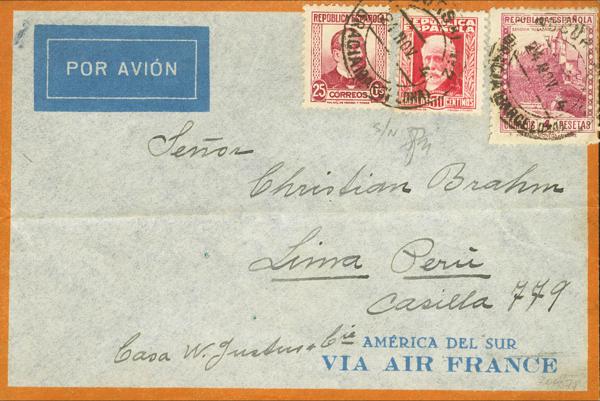 POR AVIÓN
REPUBLICA ESPAÑOLA
25 CTS
CORREOS
REPUBLICA
ESPAÑOLA
CENTIMOS
REPUBLICA ESPAÑOLA
PESETAS
S/N
Señor
Christian Brahm
Lima Perú
Casilla 779
Casa W. Justus & Cie
AMÉRICA DEL SUR
VIA AIR FRANCE